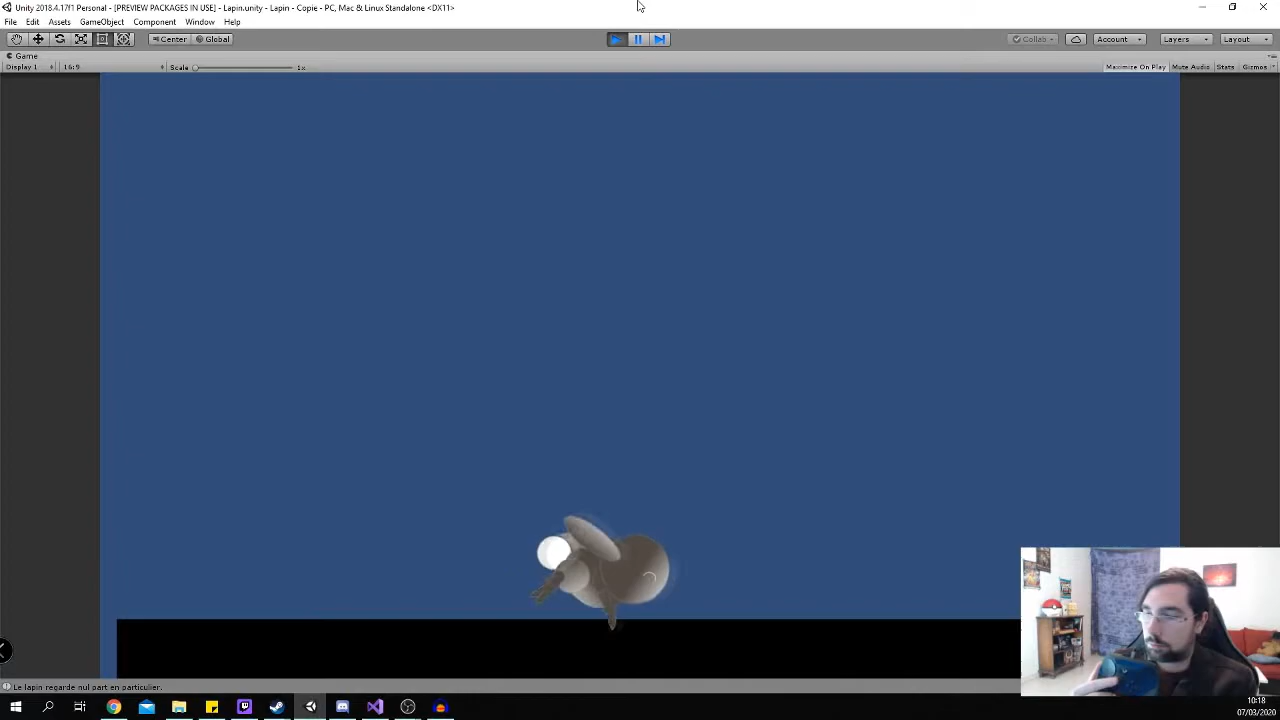 Unity 2018.4.17f1 Personal - [PREVIEW PACKAGES IN USE] - Lapin.unity - Lapin - Copie - PC, Mac & Linux Standalone <DX11>
File Edit Assets GameObject Component Window Help
Center Global Collab Account Layers Layout
Game
Display 1 16:9 Scale 1x Maximize On Play Mute Audio Stats Gizmos
Le lapin regarde nul part en particulier.
10:18
07/03/2020